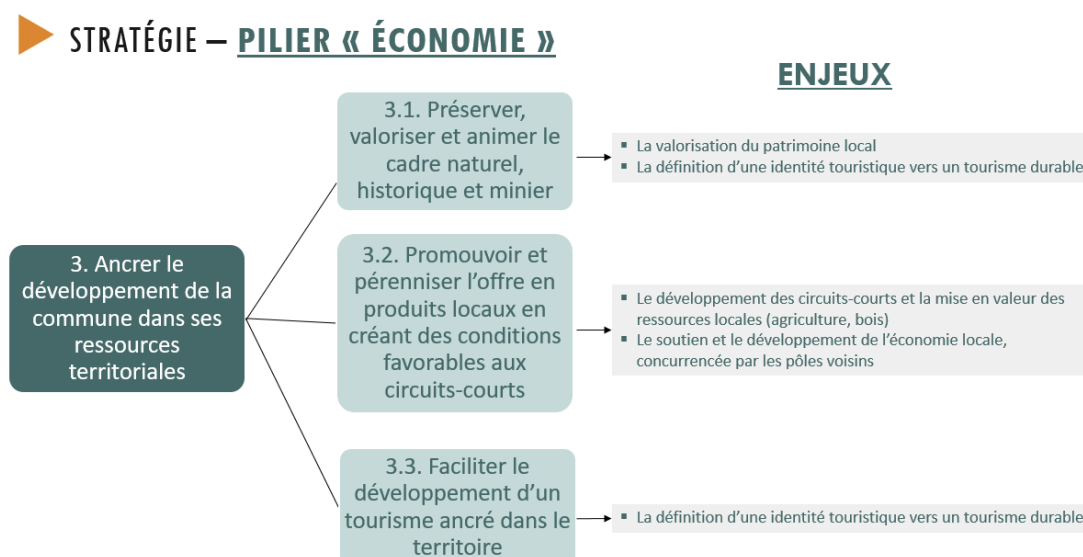 STRATÉGIE – PILIER « ÉCONOMIE »
ENJEUX
3. Ancrer le
développement de la
commune dans ses
ressources
territoriales
3.1. Préserver,
valoriser et animer le
cadre naturel,
historique et minier
▪ La valorisation du patrimoine local
▪ La définition d’une identité touristique vers un tourisme durable
3.2. Promouvoir et
pérenniser l’offre en
produits locaux en
créant des conditions
favorables aux
circuits-courts
▪ Le développement des circuits-courts et la mise en valeur des
ressources locales (agriculture, bois)
▪ Le soutien et le développement de l’économie locale,
concurrencée par les pôles voisins
3.3. Faciliter le
développement d’un
tourisme ancré dans le
territoire
▪ La définition d’une identité touristique vers un tourisme durable